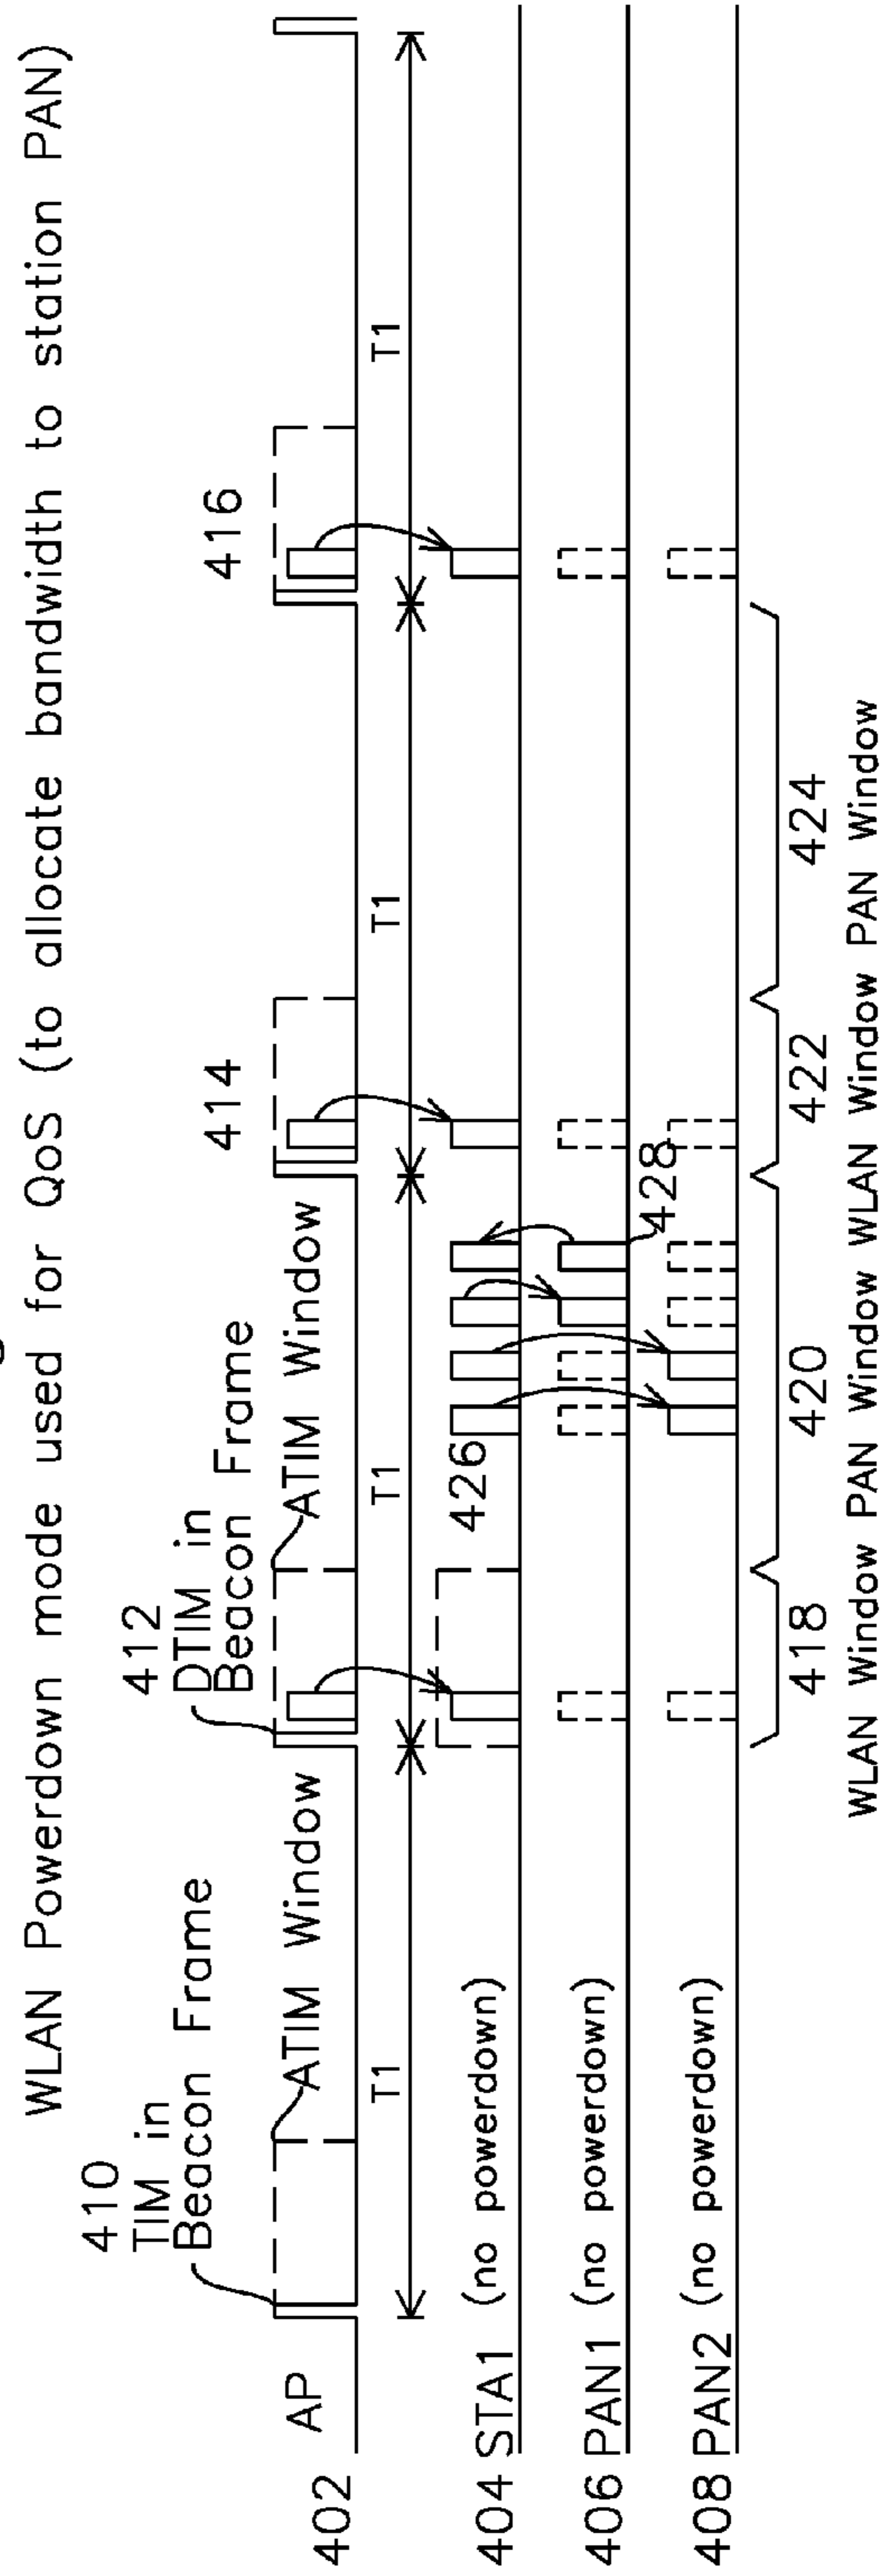 WLAN Powerdown mode used for QoS (to allocate bandwidth to station PAN)
410
TIM in
Beacon Frame
ATIM Window
412
DTIM in
Beacon Frame
ATIM Window
414
416
402
AP
T1
T1
T1
T1
404 STA1 (no powerdown)
426
406 PAN1 (no powerdown)
428
408 PAN2 (no powerdown)
418
420
422
424
WLAN Window PAN Window WLAN Window PAN Window